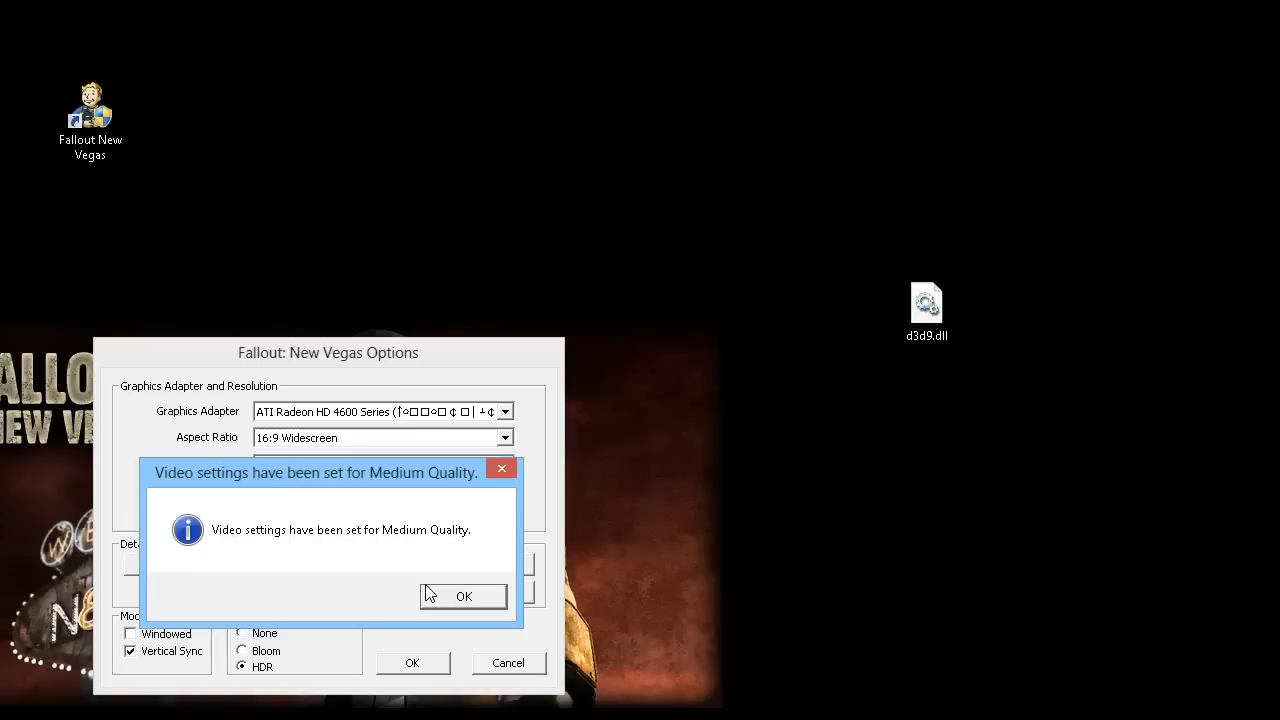 Fallout New
Vegas
d3d9.dll
Fallout: New Vegas Options
Graphics Adapter and Resolution
Graphics Adapter
ATI Radeon HD 4600 Series (
Aspect Ratio
16:9 Widescreen
Video settings have been set for Medium Quality.
Video settings have been set for Medium Quality.
OK
Windowed
Vertical Sync
None
Bloom
HDR
OK
Cancel